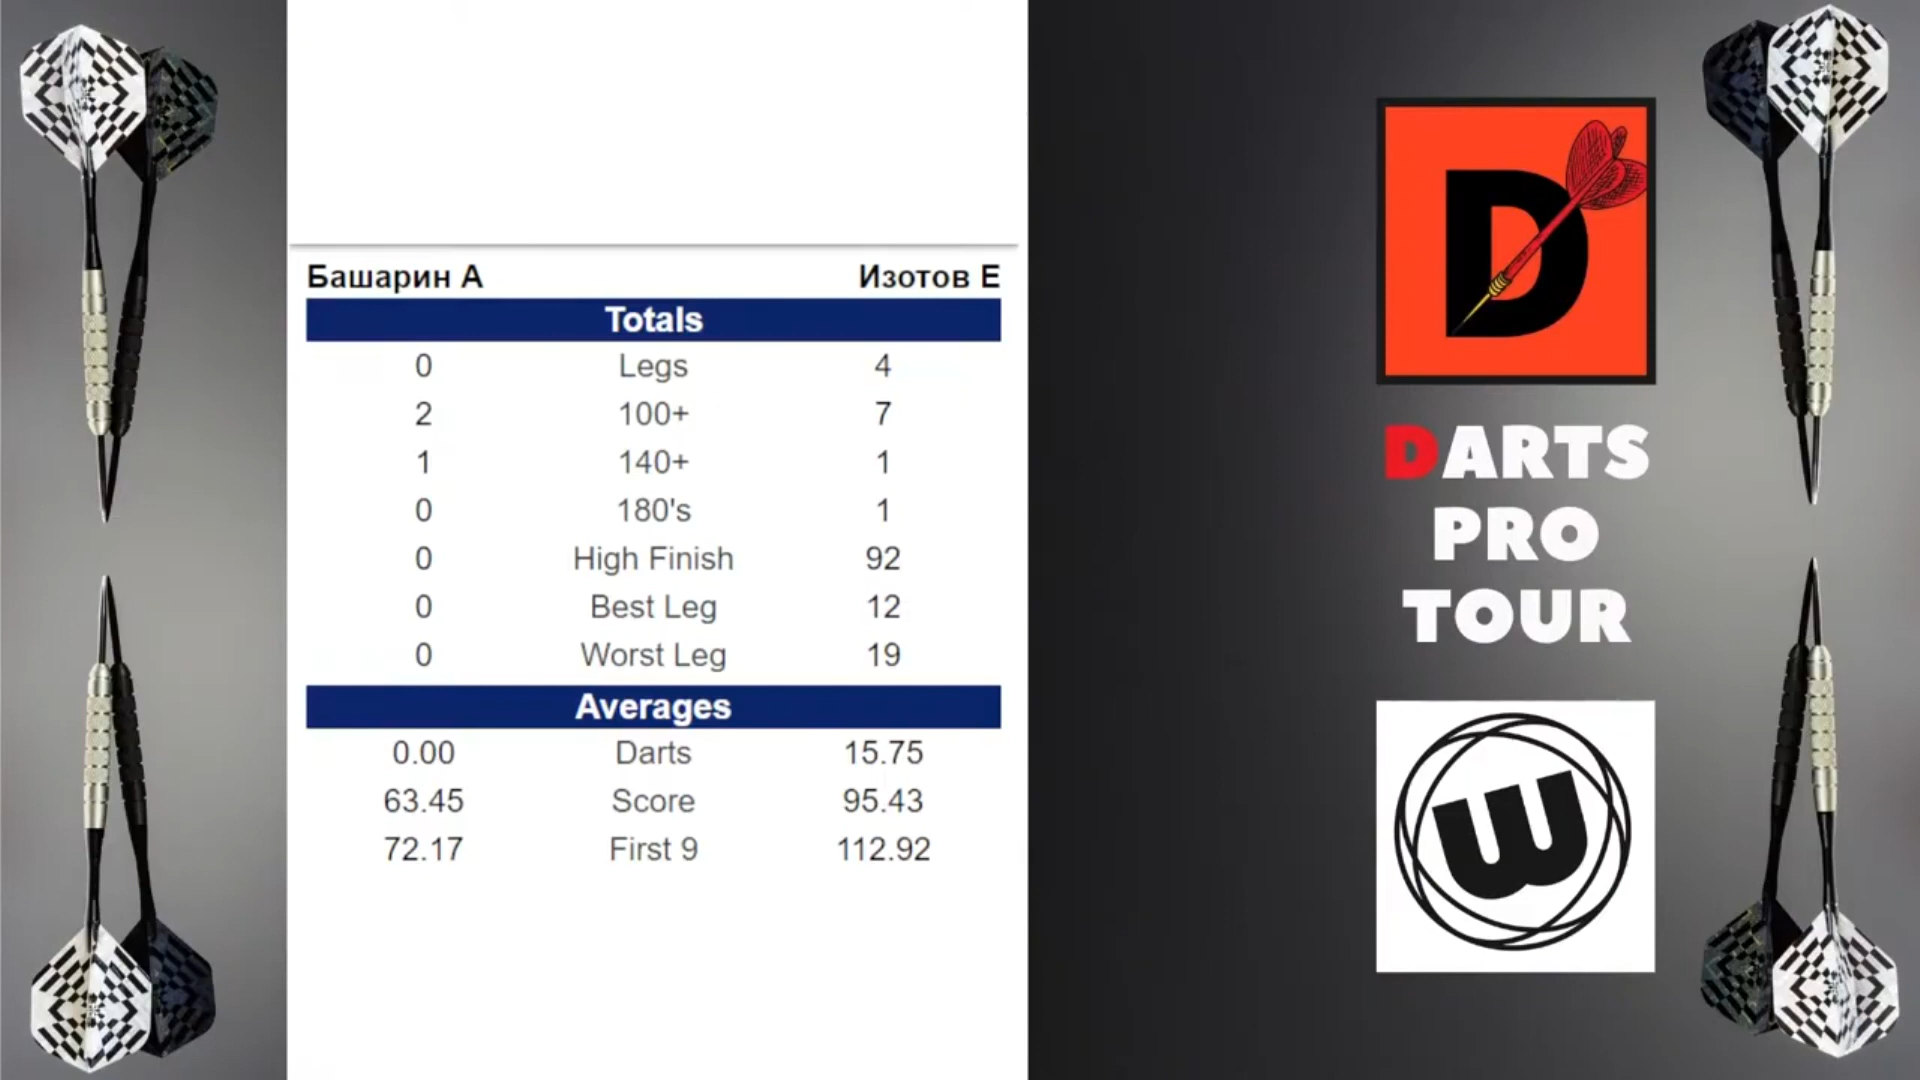 Башарин А Изотов Е
Totals
0 Legs 4
2 100+ 7
1 140+ 1
0 180's 1
0 High Finish 92
0 Best Leg 12
0 Worst Leg 19
Averages
0.00 Darts 15.75
63.45 Score 95.43
72.17 First 9 112.92
D
DARTS
PRO
TOUR
W